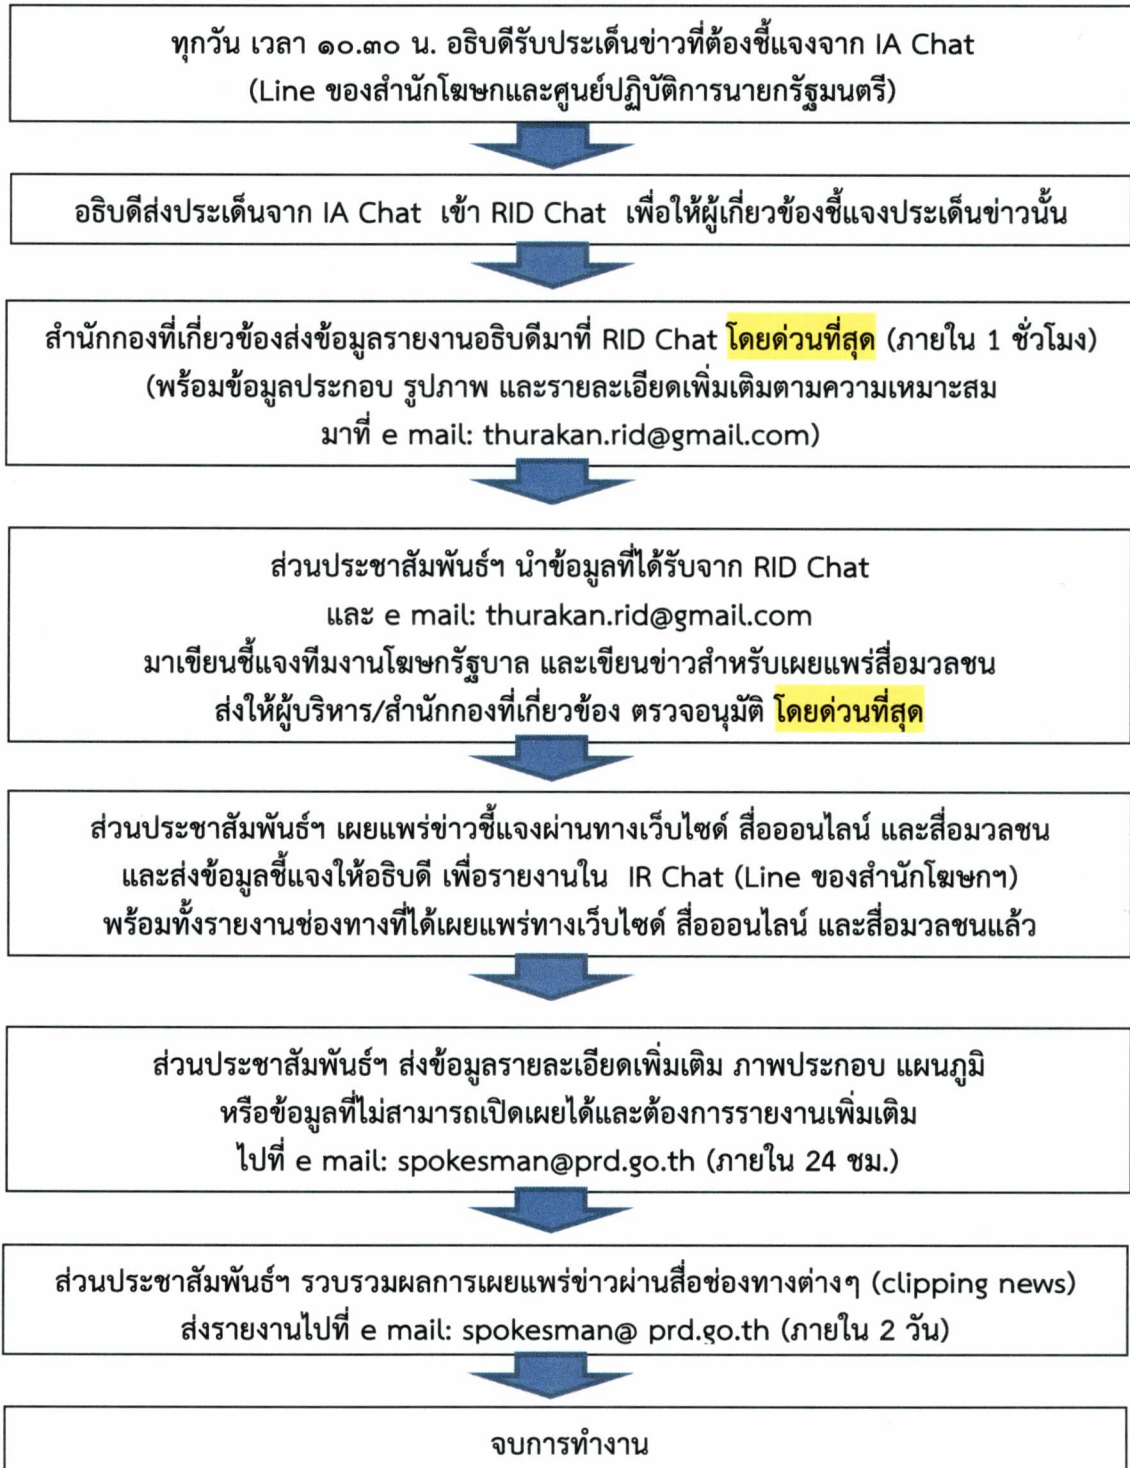 ทุกวัน เวลา ๑๐.๓๐ น. อธิบดีรับประเด็นข่าวที่ต้องชี้แจงจาก IA Chat
(Line ของสำนักโฆษกและศูนย์ปฏิบัติการนายกรัฐมนตรี)
อธิบดีส่งประเด็นจาก IA Chat เข้า RID Chat เพื่อให้ผู้เกี่ยวข้องชี้แจงประเด็นข่าวนั้น
สำนักกองที่เกี่ยวข้องส่งข้อมูลรายงานอธิบดีมาที่ RID Chat โดยด่วนที่สุด (ภายใน 1 ชั่วโมง)
(พร้อมข้อมูลประกอบ รูปภาพ และรายละเอียดเพิ่มเติมตามความเหมาะสม
มาที่ e mail: thurakan.rid@gmail.com)
ส่วนประชาสัมพันธ์ฯ นำข้อมูลที่ได้รับจาก RID Chat
และ e mail: thurakan.rid@gmail.com
มาเขียนชี้แจงทีมงานโฆษกรัฐบาล และเขียนข่าวสำหรับเผยแพร่สื่อมวลชน
ส่งให้ผู้บริหาร/สำนักกองที่เกี่ยวข้อง ตรวจอนุมัติ โดยด่วนที่สุด
ส่วนประชาสัมพันธ์ฯ เผยแพร่ข่าวชี้แจงผ่านทางเว็บไซด์ สื่อออนไลน์ และสื่อมวลชน
และส่งข้อมูลชี้แจงให้อธิบดี เพื่อรายงานใน IR Chat (Line ของสำนักโฆษกฯ)
พร้อมทั้งรายงานช่องทางที่ได้เผยแพร่ทางเว็บไซด์ สื่อออนไลน์ และสื่อมวลชนแล้ว
ส่วนประชาสัมพันธ์ฯ ส่งข้อมูลรายละเอียดเพิ่มเติม ภาพประกอบ แผนภูมิ
หรือข้อมูลที่ไม่สามารถเปิดเผยได้และต้องการรายงานเพิ่มเติม
ไปที่ e mail: spokesman@prd.go.th (ภายใน 24 ชม.)
ส่วนประชาสัมพันธ์ฯ รวบรวมผลการเผยแพร่ข่าวผ่านสื่อช่องทางต่างๆ (clipping news)
ส่งรายงานไปที่ e mail: spokesman@ prd.go.th (ภายใน 2 วัน)
จบการทำงาน